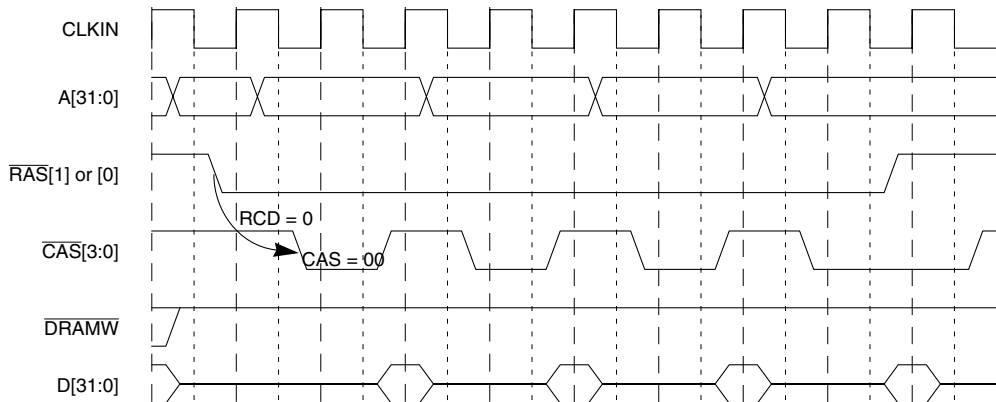 CLKIN
A[31:0]
RAS[1] or [0]
RCD = 0
CAS[3:0]
CAS = 00
DRAMW
D[31:0]